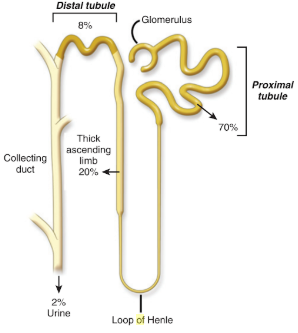 Distal tubule
8%
Glomerulus
Proximal
tubule
70%
Thick
ascending
limb
20%
Collecting
duct
2%
Urine
Loop of Henle